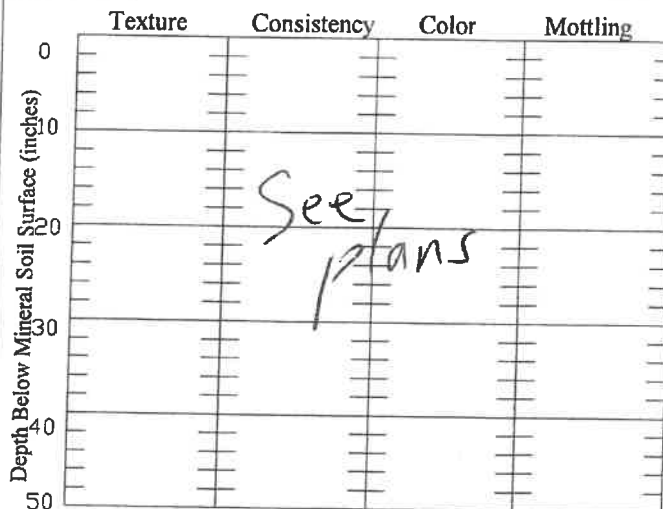 Texture Consistency Color Mottling
Depth Below Mineral Soil Surface (inches)
0
10
20
30
40
50
See
plans